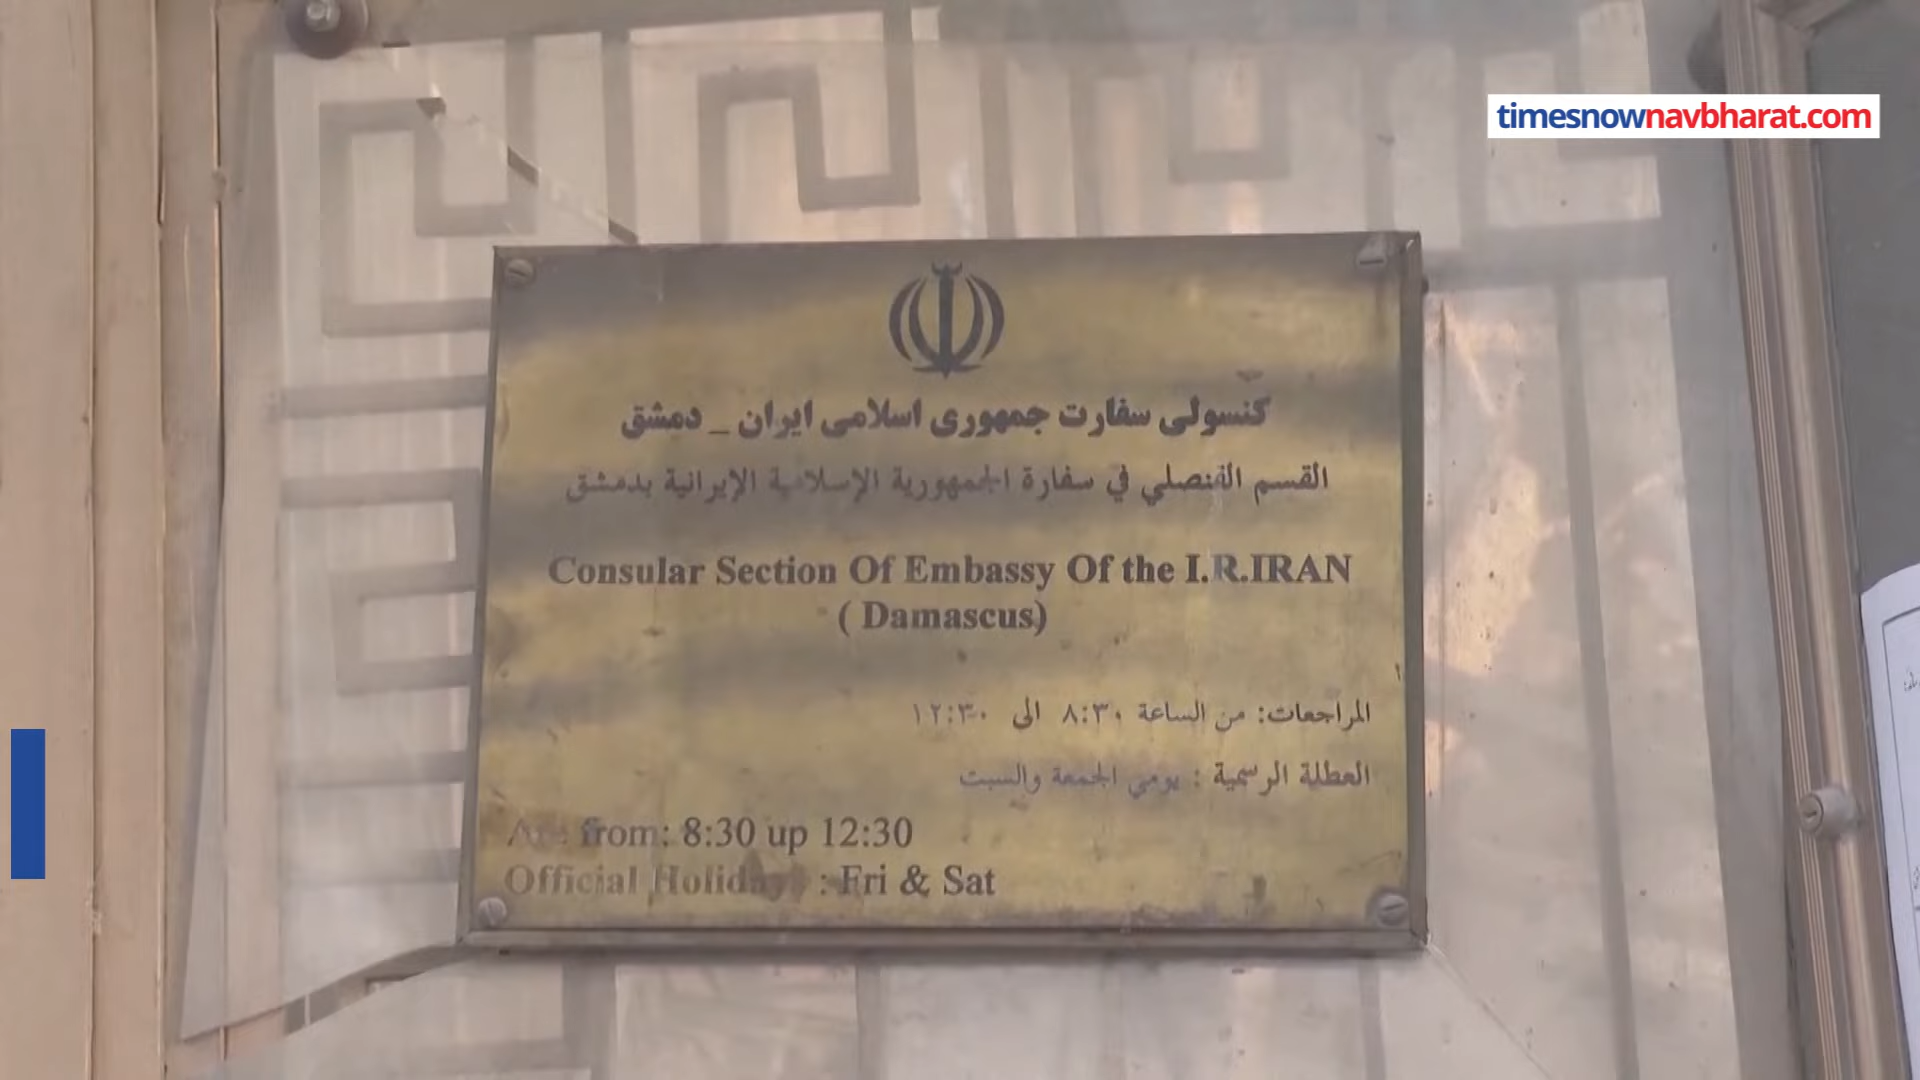 timesnownavbharat.com
کنسولی سفارت جمهوری اسلامی ایران _ دمشق
القسم القنصلي في سفارة الجمهورية الإسلامية الإيرانية بدمشق
Consular Section Of Embassy Of the I.R.IRAN
( Damascus)
المراجعات: من الساعة ٨:٣٠ الى ١٢:٣٠
العطلة الرسمية : يومي الجمعة والسبت
from: 8:30 up 12:30
Official Holidays : Fri & Sat